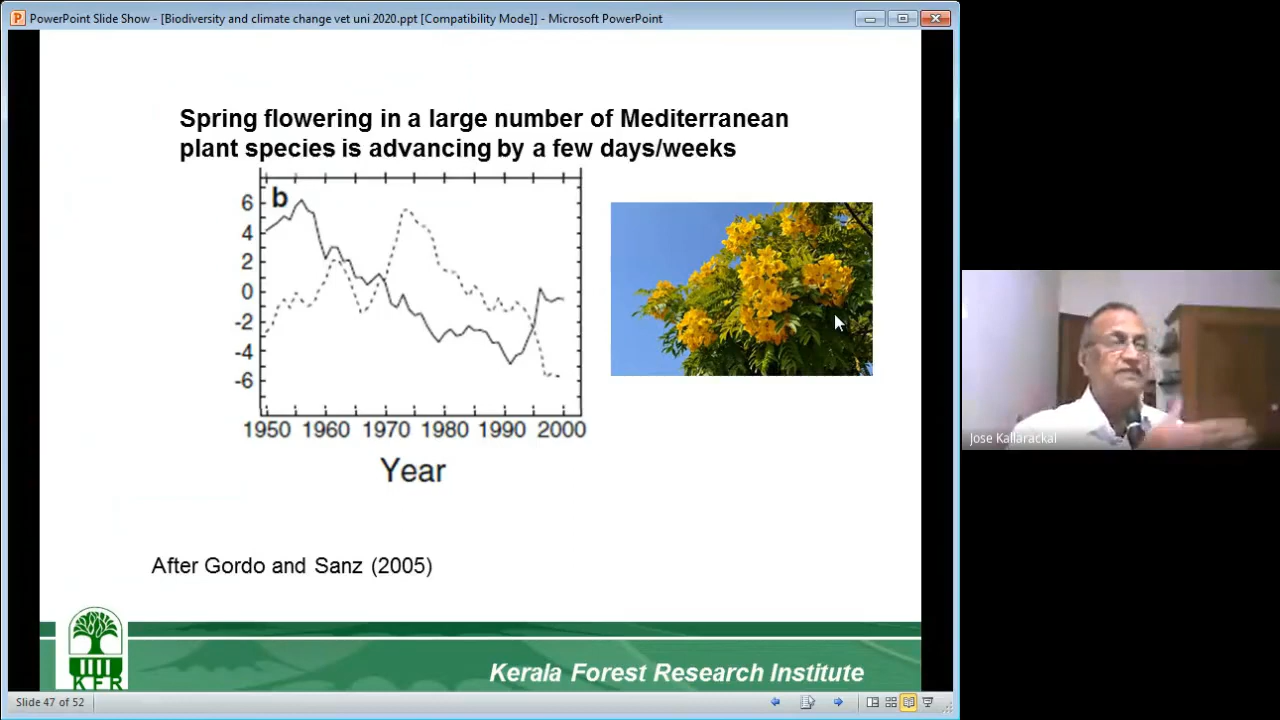 PowerPoint Slide Show - [Biodiversity and climate change vet uni 2020.ppt [Compatibility Mode]] - Microsoft PowerPoint
Spring flowering in a large number of Mediterranean
plant species is advancing by a few days/weeks
b
6
4
2
0
-2
-4
-6
1950 1960 1970 1980 1990 2000
Year
After Gordo and Sanz (2005)
Jose Kallarackal
KFR
Kerala Forest Research Institute
Slide 47 of 52